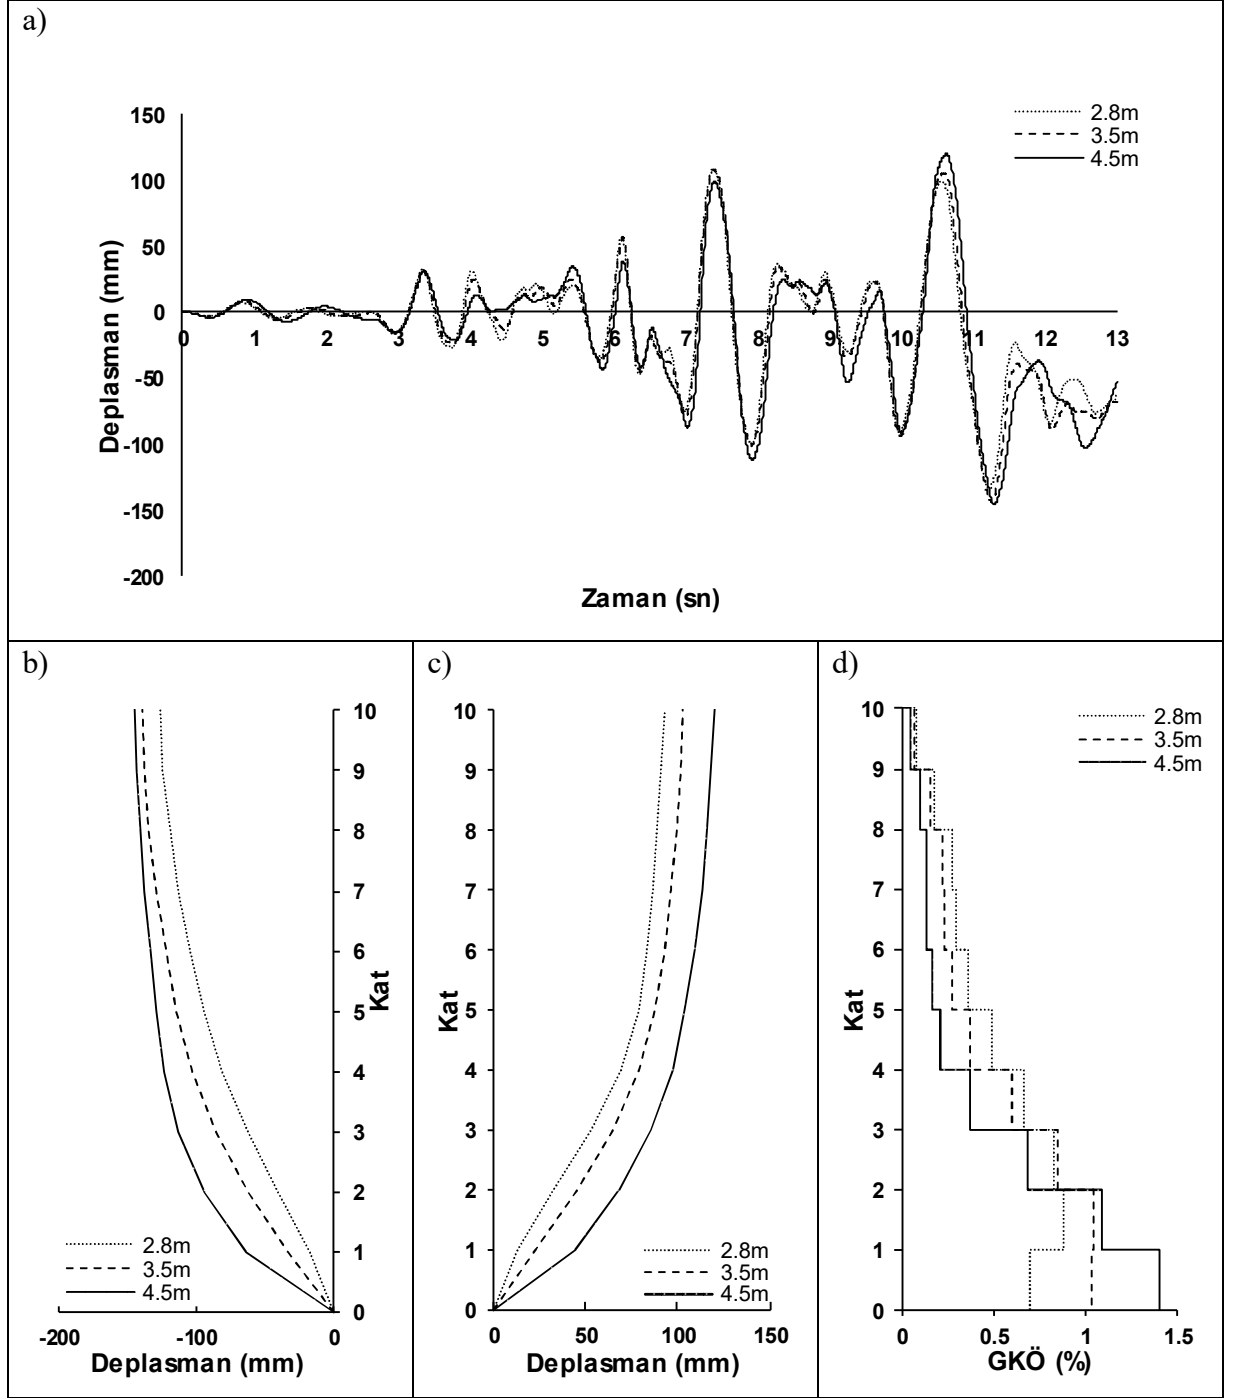 a)
150
100
50
0
-50
-100
-150
-200
Deplasman (mm)
0 1 2 3 4 5 6 7 8 9 10 11 12 13
Zaman (sn)
2.8m
3.5m
4.5m
b)
10
9
8
7
6
5
4
3
2
1
0
Kat
2.8m
3.5m
4.5m
-200 -100 0
Deplasman (mm)
c)
10
9
8
7
6
5
4
3
2
1
0
Kat
2.8m
3.5m
4.5m
0 50 100 150
Deplasman (mm)
d)
10
9
8
7
6
5
4
3
2
1
0
Kat
2.8m
3.5m
4.5m
0 0.5 1 1.5
GKÖ (%)